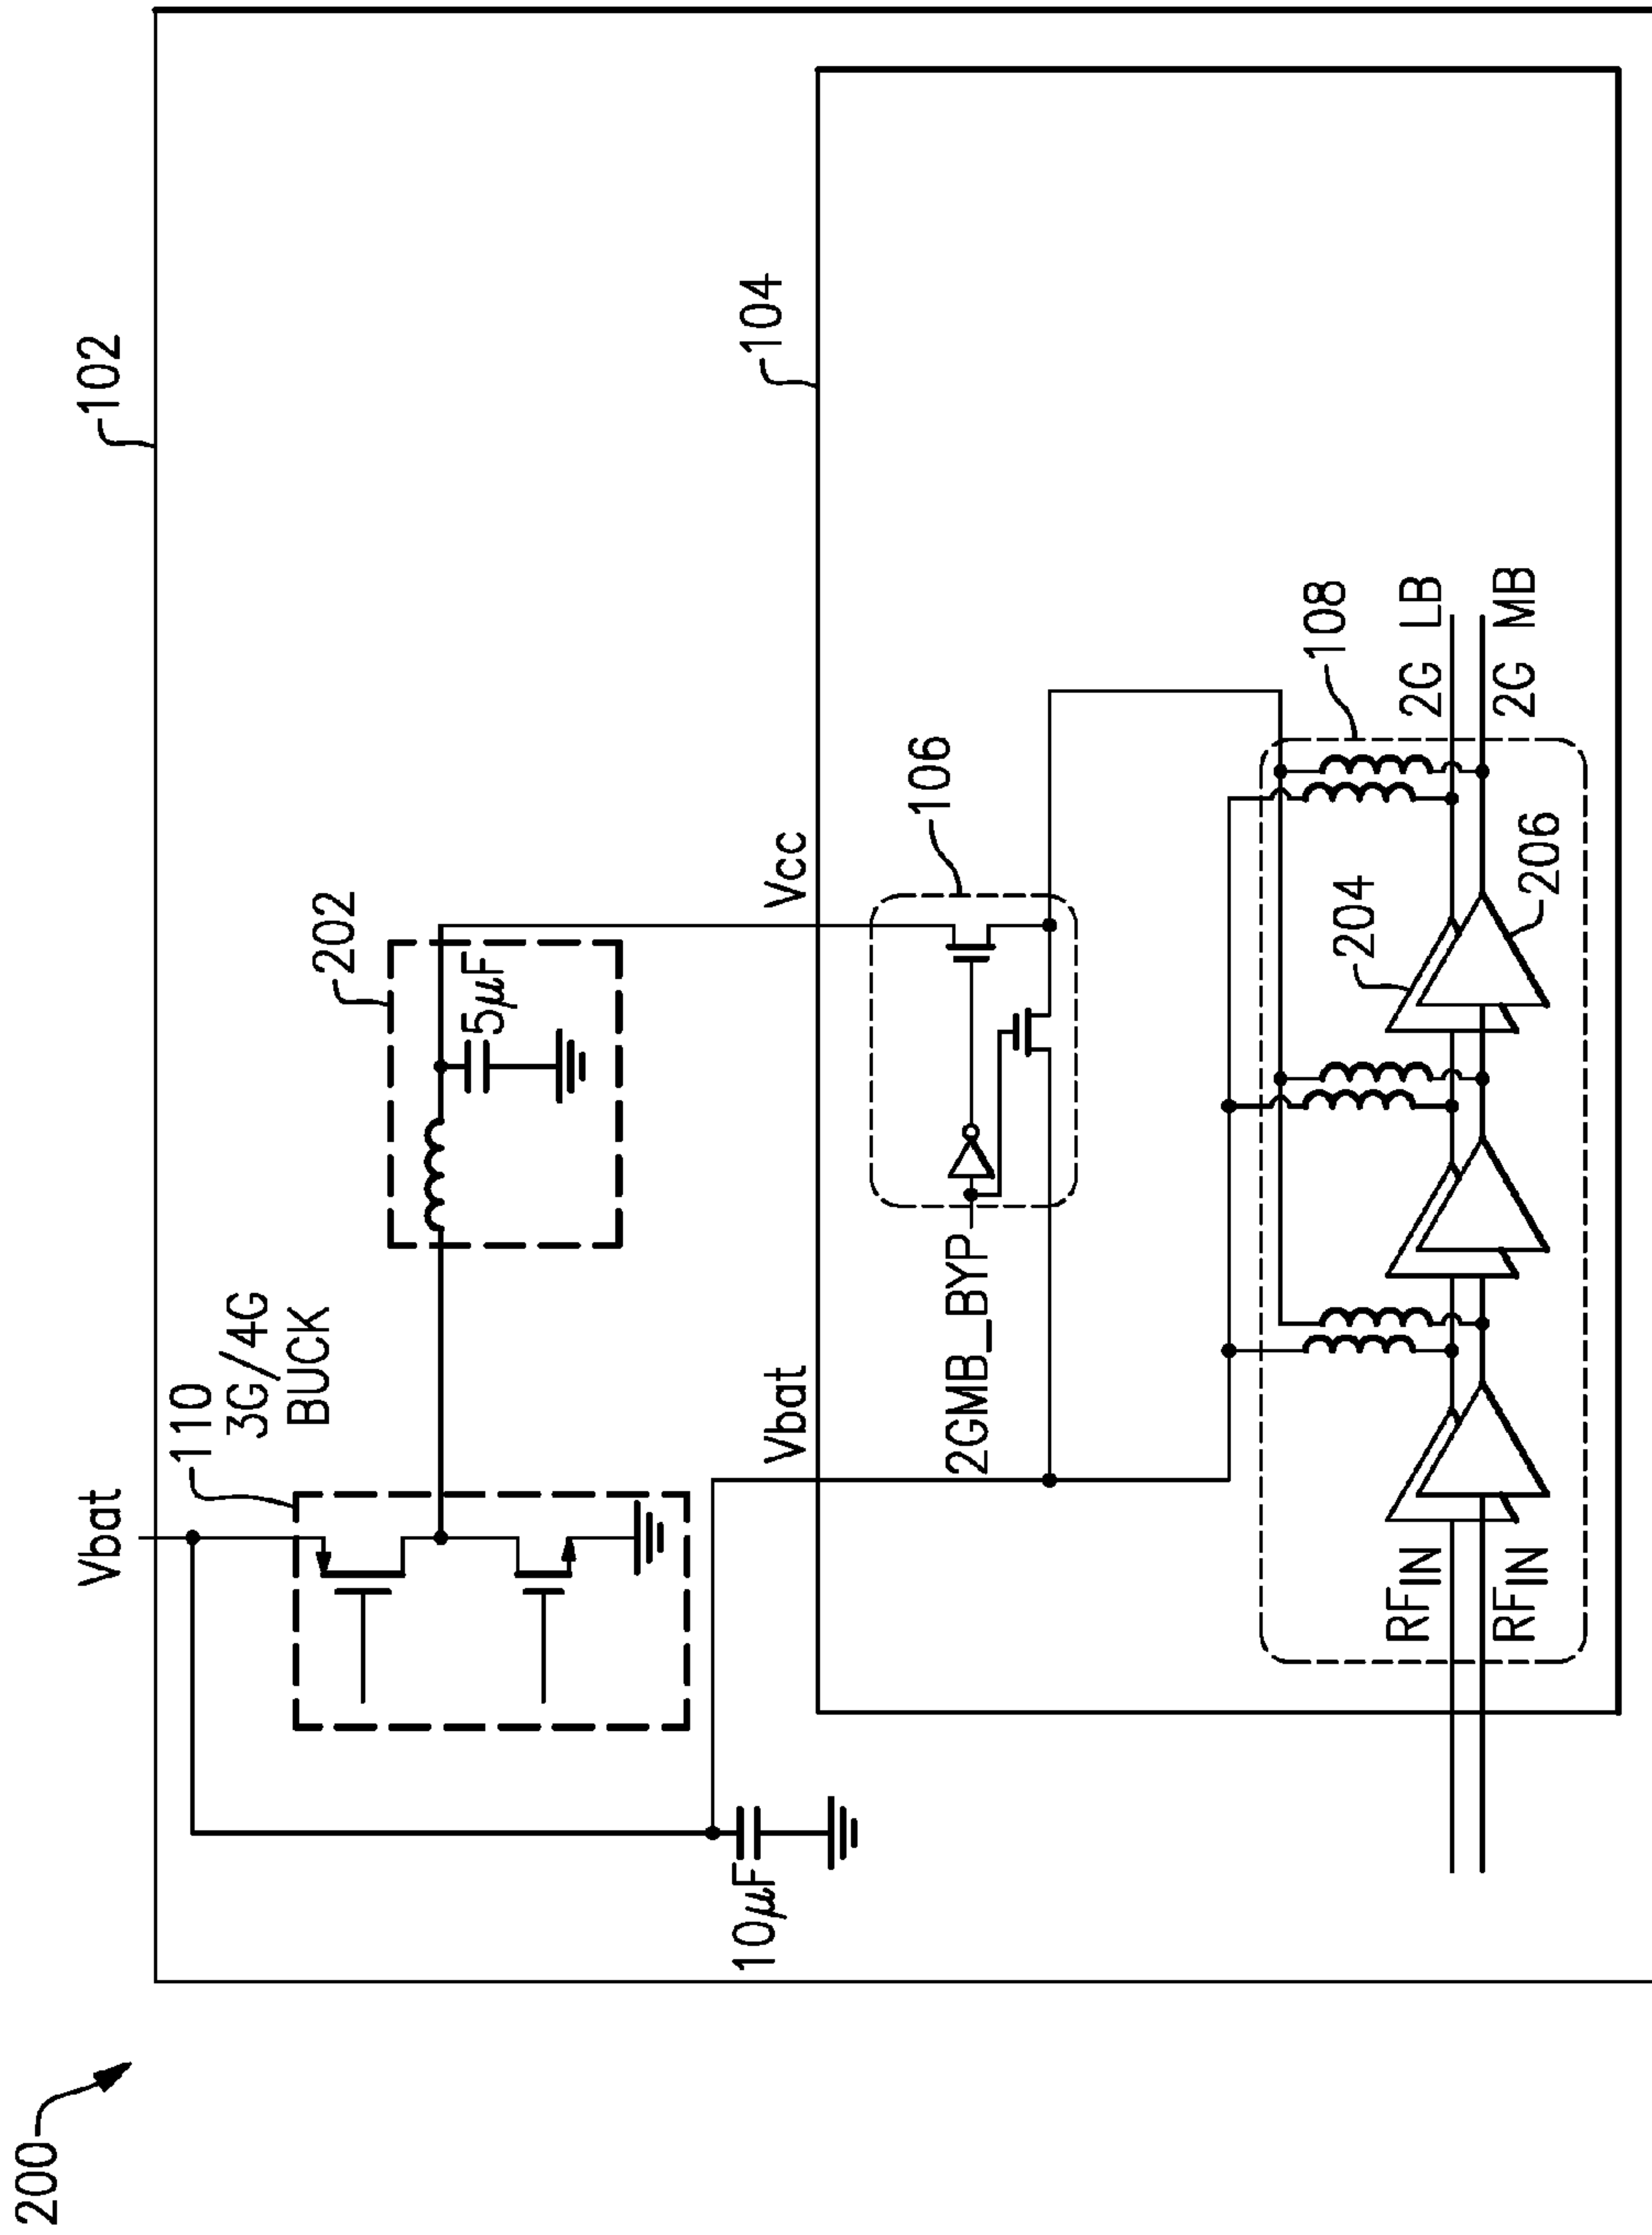 200
102
Vbat
110
3G/4G
BUCK
202
5µF
10µF
104
Vbat
Vcc
106
2GMB_BYP
108
204
206
RFIN
RFIN
2G LB
2G MB